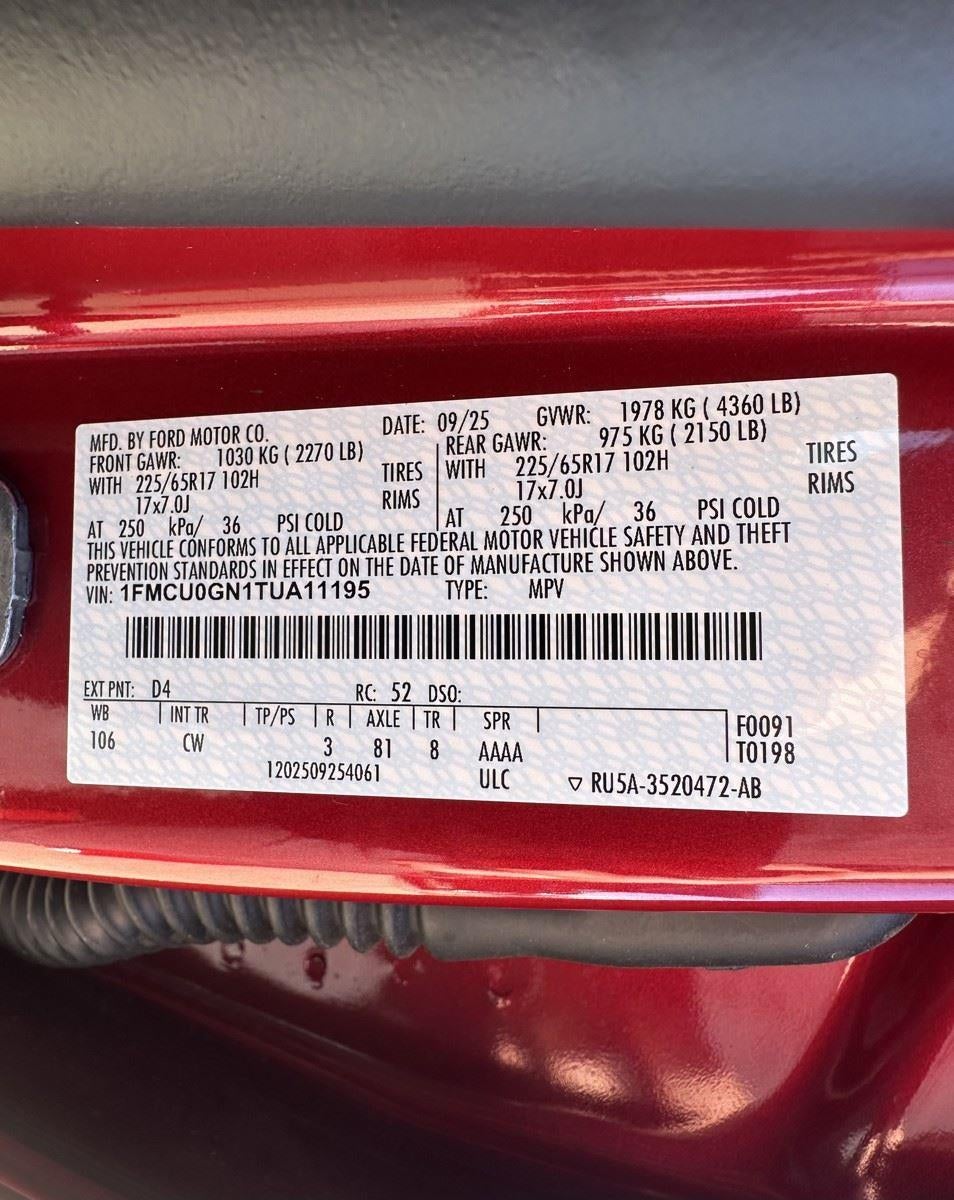 MFD. BY FORD MOTOR CO. DATE: 09/25 GVWR: 1978 KG ( 4360 LB)
FRONT GAWR: 1030 KG ( 2270 LB) REAR GAWR: 975 KG ( 2150 LB)
WITH 225/65R17 102H TIRES WITH 225/65R17 102H TIRES
17x7.0J RIMS 17x7.0J RIMS
AT 250 kPa/ 36 PSI COLD AT 250 kPa/ 36 PSI COLD
THIS VEHICLE CONFORMS TO ALL APPLICABLE FEDERAL MOTOR VEHICLE SAFETY AND THEFT
PREVENTION STANDARDS IN EFFECT ON THE DATE OF MANUFACTURE SHOWN ABOVE.
VIN: 1FMCU0GN1TUA11195 TYPE: MPV
EXT PNT: D4 RC: 52 DSO:
WB INT TR TP/PS R AXLE TR SPR F0091
106 CW 3 81 8 AAAA T0198
1202509254061 ULC ▽ RU5A-3520472-AB